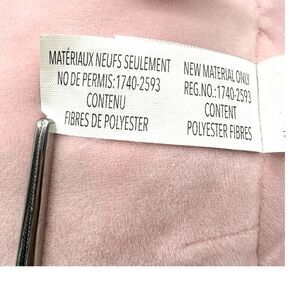 MATÉRIAUX NEUFS SEULEMENT
NO DE PERMIS:1740-2593
CONTENU
FIBRES DE POLYESTER
NEW MATERIAL ONLY
REG.NO.:1740-2593
CONTENT
POLYESTER FIBRES